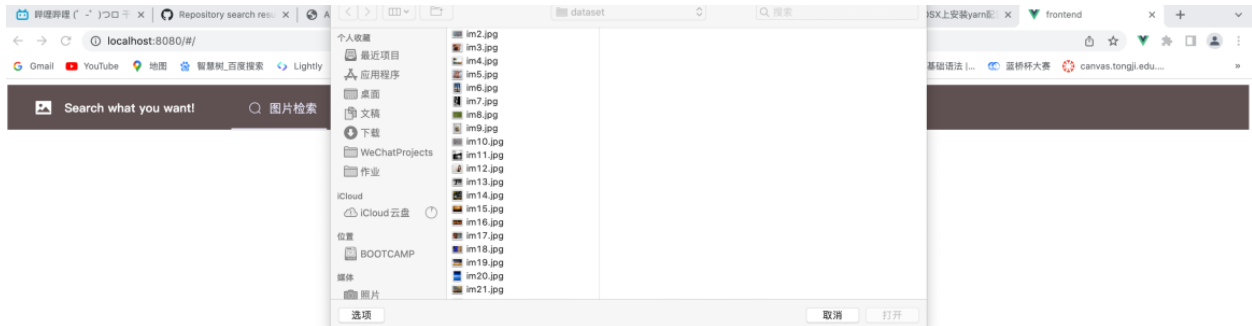 哔哩哔哩 ( ゜- ゜)つロ 干
Repository search resu
dataset
搜索
OSX上安装yarn
frontend
localhost:8080/#/
Gmail
YouTube
地图
智慧树_百度搜索
Lightly
基础语法 |...
蓝桥杯大赛
canvas.tongji.edu....
Search what you want!
图片检索
个人收藏
最近项目
应用程序
桌面
文稿
下载
WeChatProjects
作业
iCloud
iCloud云盘
位置
BOOTCAMP
媒体
照片
im2.jpg
im3.jpg
im4.jpg
im5.jpg
im6.jpg
im7.jpg
im8.jpg
im9.jpg
im10.jpg
im11.jpg
im12.jpg
im13.jpg
im14.jpg
im15.jpg
im16.jpg
im17.jpg
im18.jpg
im19.jpg
im20.jpg
im21.jpg
选项
取消
打开